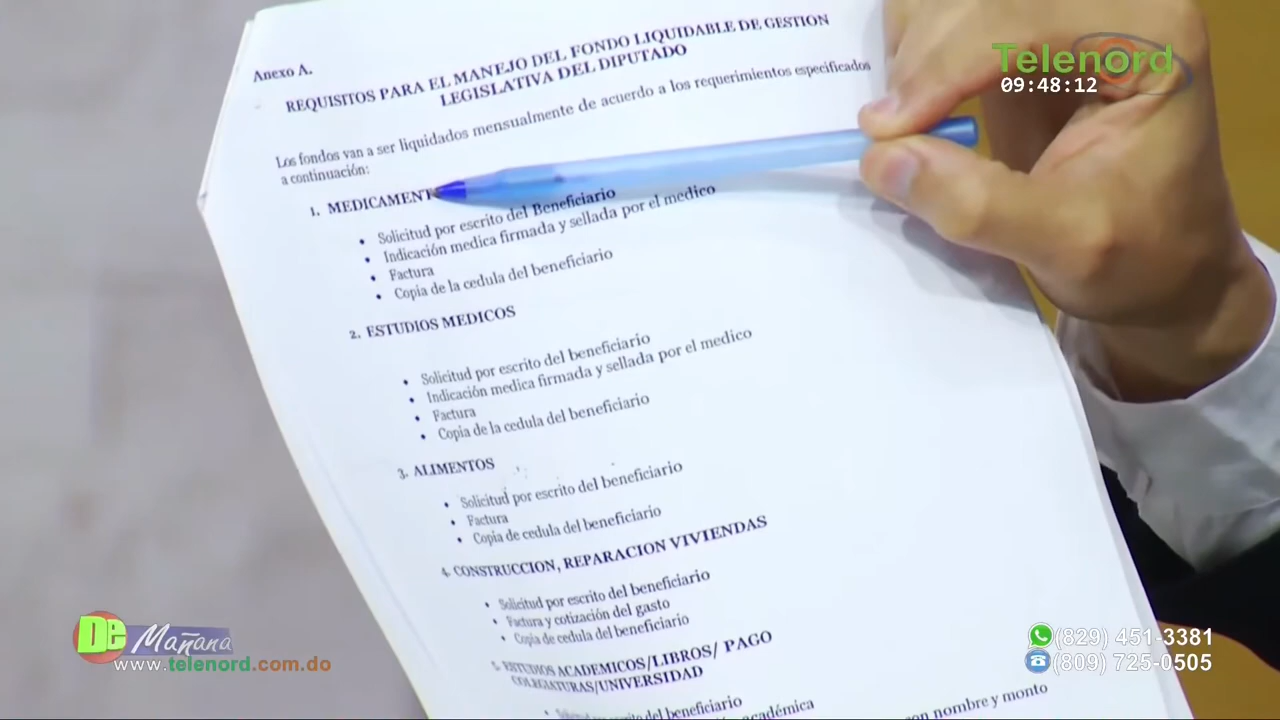 Telenord
09:48:12
Anexo A.
REQUISITOS PARA EL MANEJO DEL FONDO LIQUIDABLE DE GESTION
LEGISLATIVA DEL DIPUTADO
Los fondos van a ser liquidados mensualmente de acuerdo a los requerimientos especificados
a continuación:
1. MEDICAMENT
• Solicitud por escrito del Beneficiario
• Indicación medica firmada y sellada por el medico
• Factura
• Copia de la cedula del beneficiario
2. ESTUDIOS MEDICOS
• Solicitud por escrito del beneficiario
• Indicación medica firmada y sellada por el medico
• Factura
• Copia de la cedula del beneficiario
3. ALIMENTOS
• Solicitud por escrito del beneficiario
• Factura
• Copia de cedula del beneficiario
4. CONSTRUCCION, REPARACION VIVIENDAS
• Solicitud por escrito del beneficiario
• Factura y cotización del gasto
• Copia de cedula del beneficiario
5. ESTUDIOS ACADEMICOS/LIBROS/ PAGO
COLEGIATURAS/UNIVERSIDAD
• Solicitud por escrito del beneficiario
académica
con nombre y monto
De Mañana
www.telenord.com.do
(829) 451-3381
(809) 725-0505